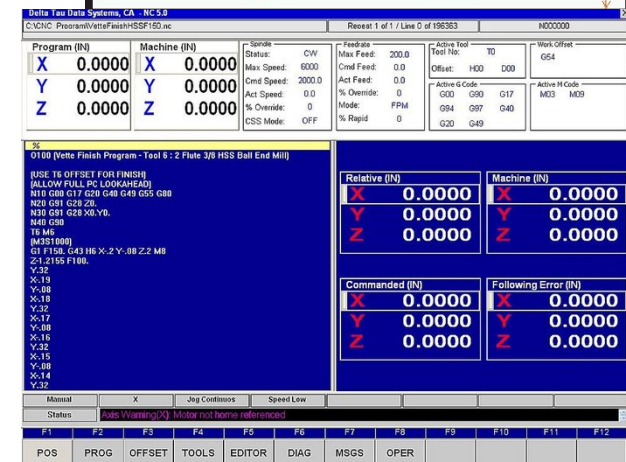 Delta Tau Data Systems, CA - NC 5.0
C:\CNC Program\VetteFinishHSSF150.nc Repeat 1 of 1 / Line 0 of 196363 N000000
Program (IN)
X 0.0000
Y 0.0000
Z 0.0000
Machine (IN)
X 0.0000
Y 0.0000
Z 0.0000
Spindle
Status: CW
Max Speed: 6000
Cmd Speed: 2000.0
Act Speed: 0.0
% Override: 0
CSS Mode: OFF
Feedrate
Max Feed: 200.0
Cmd Feed: 0.0
Act Feed: 0.0
% Override: 0
Mode: FPM
% Rapid 0
Active Tool
Tool No: T0
Offset: H00 D00
Active G Code
G00 G90 G17
G94 G97 G40
G20 G49
Work Offset
G54
Active M Code
M03 M09
%
O100 (Vette Finish Program - Tool 6 : 2 Flute 3/8 HSS Ball End Mill)
(USE T6 OFFSET FOR FINISH)
(ALLOW FULL PC LOOKAHEAD)
N10 G00 G17 G20 G40 G49 G55 G80
N20 G91 G28 Z0.
N30 G91 G28 X0.Y0.
N40 G90
T6 M6
(M3S1000)
G1 F150. G43 H6 X-.2 Y-.08 Z.2 M8
Z-1.2155 F100.
Y.32
X-.19
Y-.08
X-.18
Y.32
X-.17
Y-.08
X-.16
Y.32
X-.15
Y-.08
X-.14
Y.32
Relative (IN)
X 0.0000
Y 0.0000
Z 0.0000
Machine (IN)
X 0.0000
Y 0.0000
Z 0.0000
Commanded (IN)
X 0.0000
Y 0.0000
Z 0.0000
Following Error (IN)
X 0.0000
Y 0.0000
Z 0.0000
Manual X Jog Continuos Speed Low
Status Axis Warning(X): Motor not home referenced
F1 F2 F3 F4 F5 F6 F7 F8 F9 F10 F11 F12
POS PROG OFFSET TOOLS EDITOR DIAG MSGS OPER